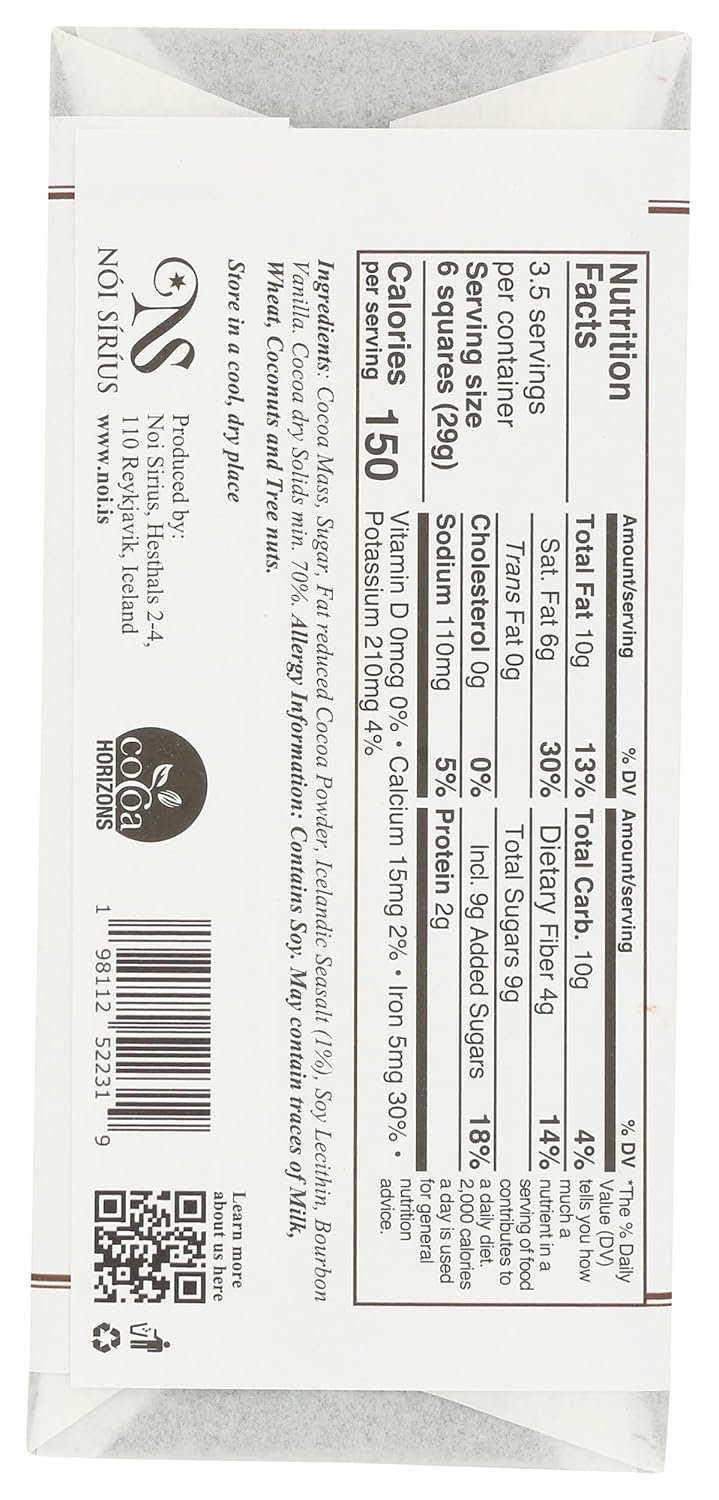 Nutrition
Facts
3.5 servings
per container
Serving size
6 squares (29g)
Calories 150
per serving
Amount/serving % DV
Total Fat 10g 13%
Sat. Fat 6g 30%
Trans Fat 0g
Cholesterol 0g 0%
Sodium 110mg 5%
Amount/serving % DV
Total Carb. 10g 4%
Dietary Fiber 4g 14%
Total Sugars 9g
Incl. 9g Added Sugars 18%
Protein 2g
Vitamin D 0mcg 0% • Calcium 15mg 2% • Iron 5mg 30% •
Potassium 210mg 4%
*The % Daily
Value (DV)
tells you how
much a
nutrient in a
serving of food
contributes to
a daily diet.
2,000 calories
a day is used
for general
nutrition
advice.
Ingredients: Cocoa Mass, Sugar, Fat reduced Cocoa Powder, Icelandic Seasalt (1%), Soy Lecithin, Bourbon
Vanilla. Cocoa dry Solids min. 70%. Allergy Information: Contains Soy. May contain traces of Milk,
Wheat, Coconuts and Tree nuts.
Store in a cool, dry place
NS
NÓI SÍRÍUS
Produced by:
Noi Sirius, Hesthals 2-4,
110 Reykjavik, Iceland
www.noi.is
cocoa
HORIZONS
1 98112 52231 9
Learn more
about us here